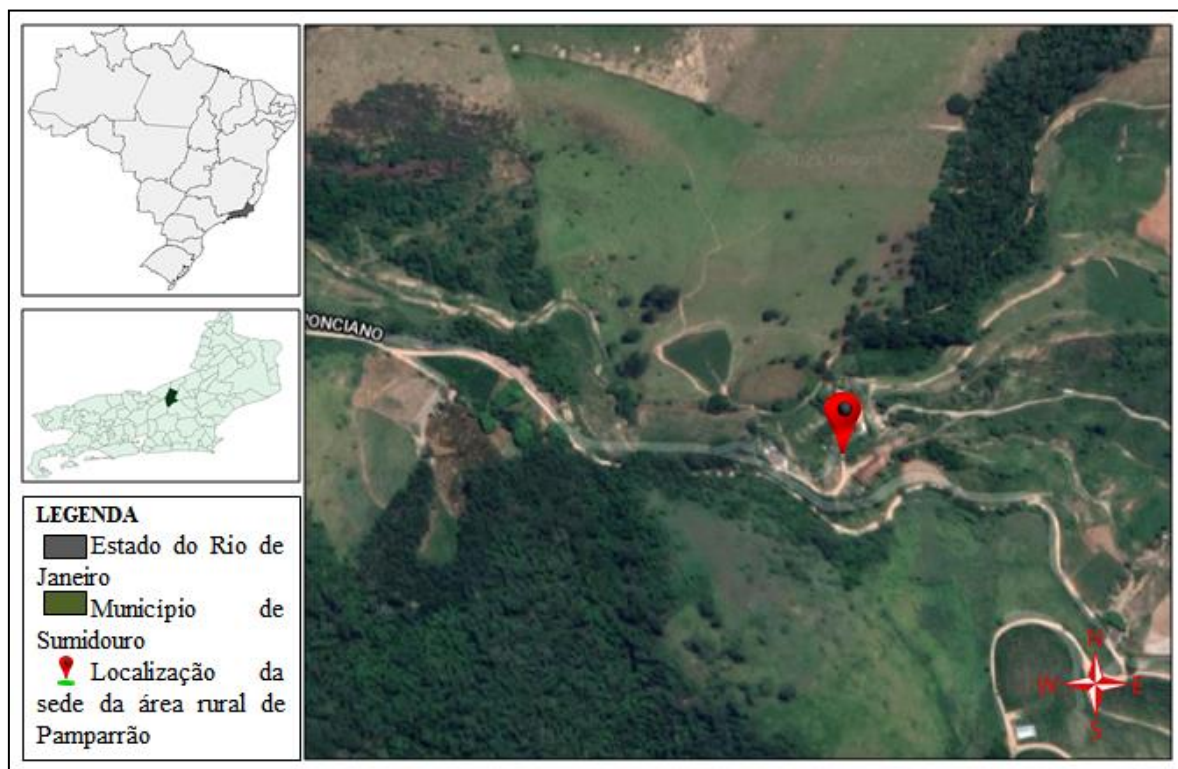 PONCIANO
LEGENDA
Estado do Rio de
Janeiro
Município de
Sumidouro
Localização da
sede da área rural de
Pamparrão
N
W E
S